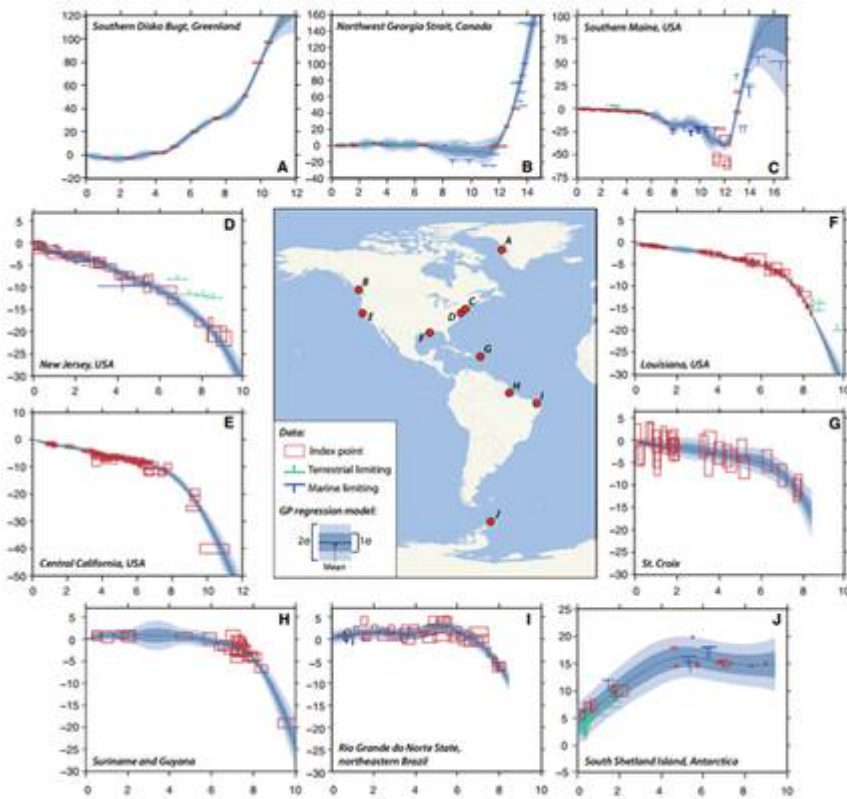 Southern Disko Bugt, Greenland
120
100
80
60
40
20
0
−20
0 2 4 6 8 10 12
A
Northwest Georgia Strait, Canada
160
140
120
100
80
60
40
20
0
−20
−40
0 2 4 6 8 10 12 14
B
Southern Maine, USA
100
75
50
25
0
−25
−50
−75
0 2 4 6 8 10 12 14 16
C
D
5
0
−5
−10
−15
−20
−25
−30
New Jersey, USA
0 2 4 6 8 10
E
10
0
−10
−20
−30
−40
−50
Central California, USA
0 2 4 6 8 10 12
A
B
C
D
E
F
G
H
I
J
Data:
Index point
Terrestrial limiting
Marine limiting
GP regression model:
2σ
1σ
Mean
F
5
0
−5
−10
−15
−20
−25
−30
Louisiana, USA
0 2 4 6 8 10
G
5
0
−5
−10
−15
−20
−25
−30
St. Croix
0 2 4 6 8 10
H
5
0
−5
−10
−15
−20
−25
−30
Suriname and Guyana
0 2 4 6 8 10
I
5
0
−5
−10
−15
−20
−25
−30
Rio Grande do Norte State,
northeastern Brazil
0 2 4 6 8 10
J
25
20
15
10
5
0
−5
South Shetland Island, Antarctica
0 2 4 6 8 10